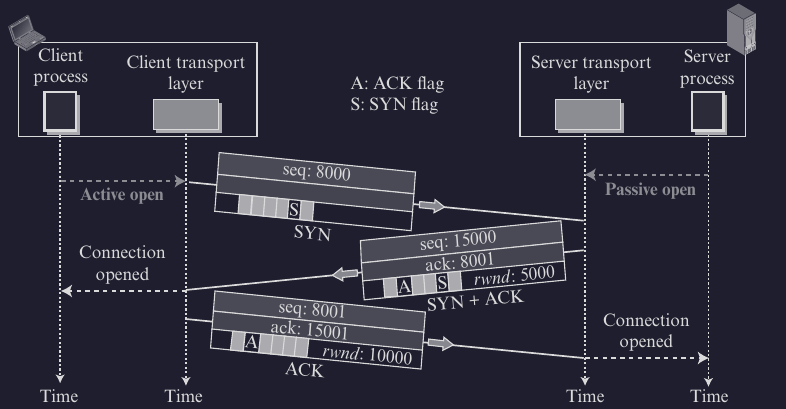 Client
process
Client transport
layer
A: ACK flag
S: SYN flag
Server transport
layer
Server
process
Active open
seq: 8000
S
SYN
Passive open
seq: 15000
ack: 8001
A S rwnd: 5000
SYN + ACK
Connection
opened
seq: 8001
ack: 15001
A rwnd: 10000
ACK
Connection
opened
Time
Time
Time
Time